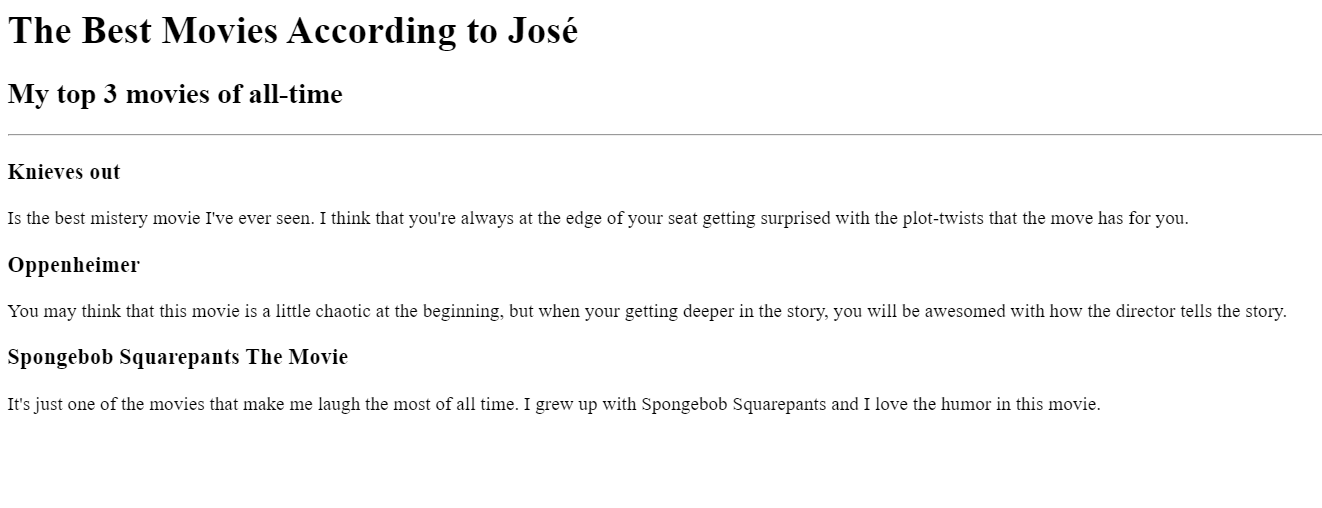 The Best Movies According to José
My top 3 movies of all-time
Knieves out
Is the best mistery movie I've ever seen. I think that you're always at the edge of your seat getting surprised with the plot-twists that the move has for you.
Oppenheimer
You may think that this movie is a little chaotic at the beginning, but when your getting deeper in the story, you will be awesomed with how the director tells the story.
Spongebob Squarepants The Movie
It's just one of the movies that make me laugh the most of all time. I grew up with Spongebob Squarepants and I love the humor in this movie.